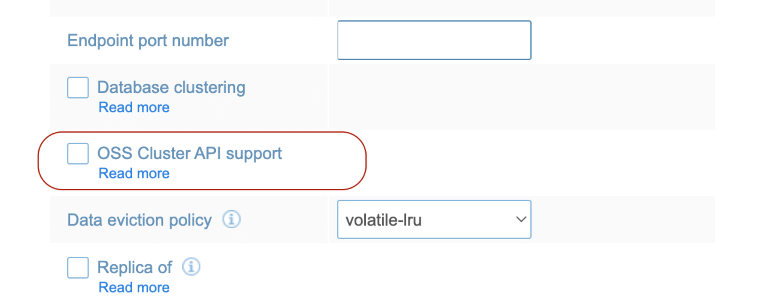 Endpoint port number
Database clustering
Read more
OSS Cluster API support
Read more
Data eviction policy
volatile-lru
Replica of
Read more